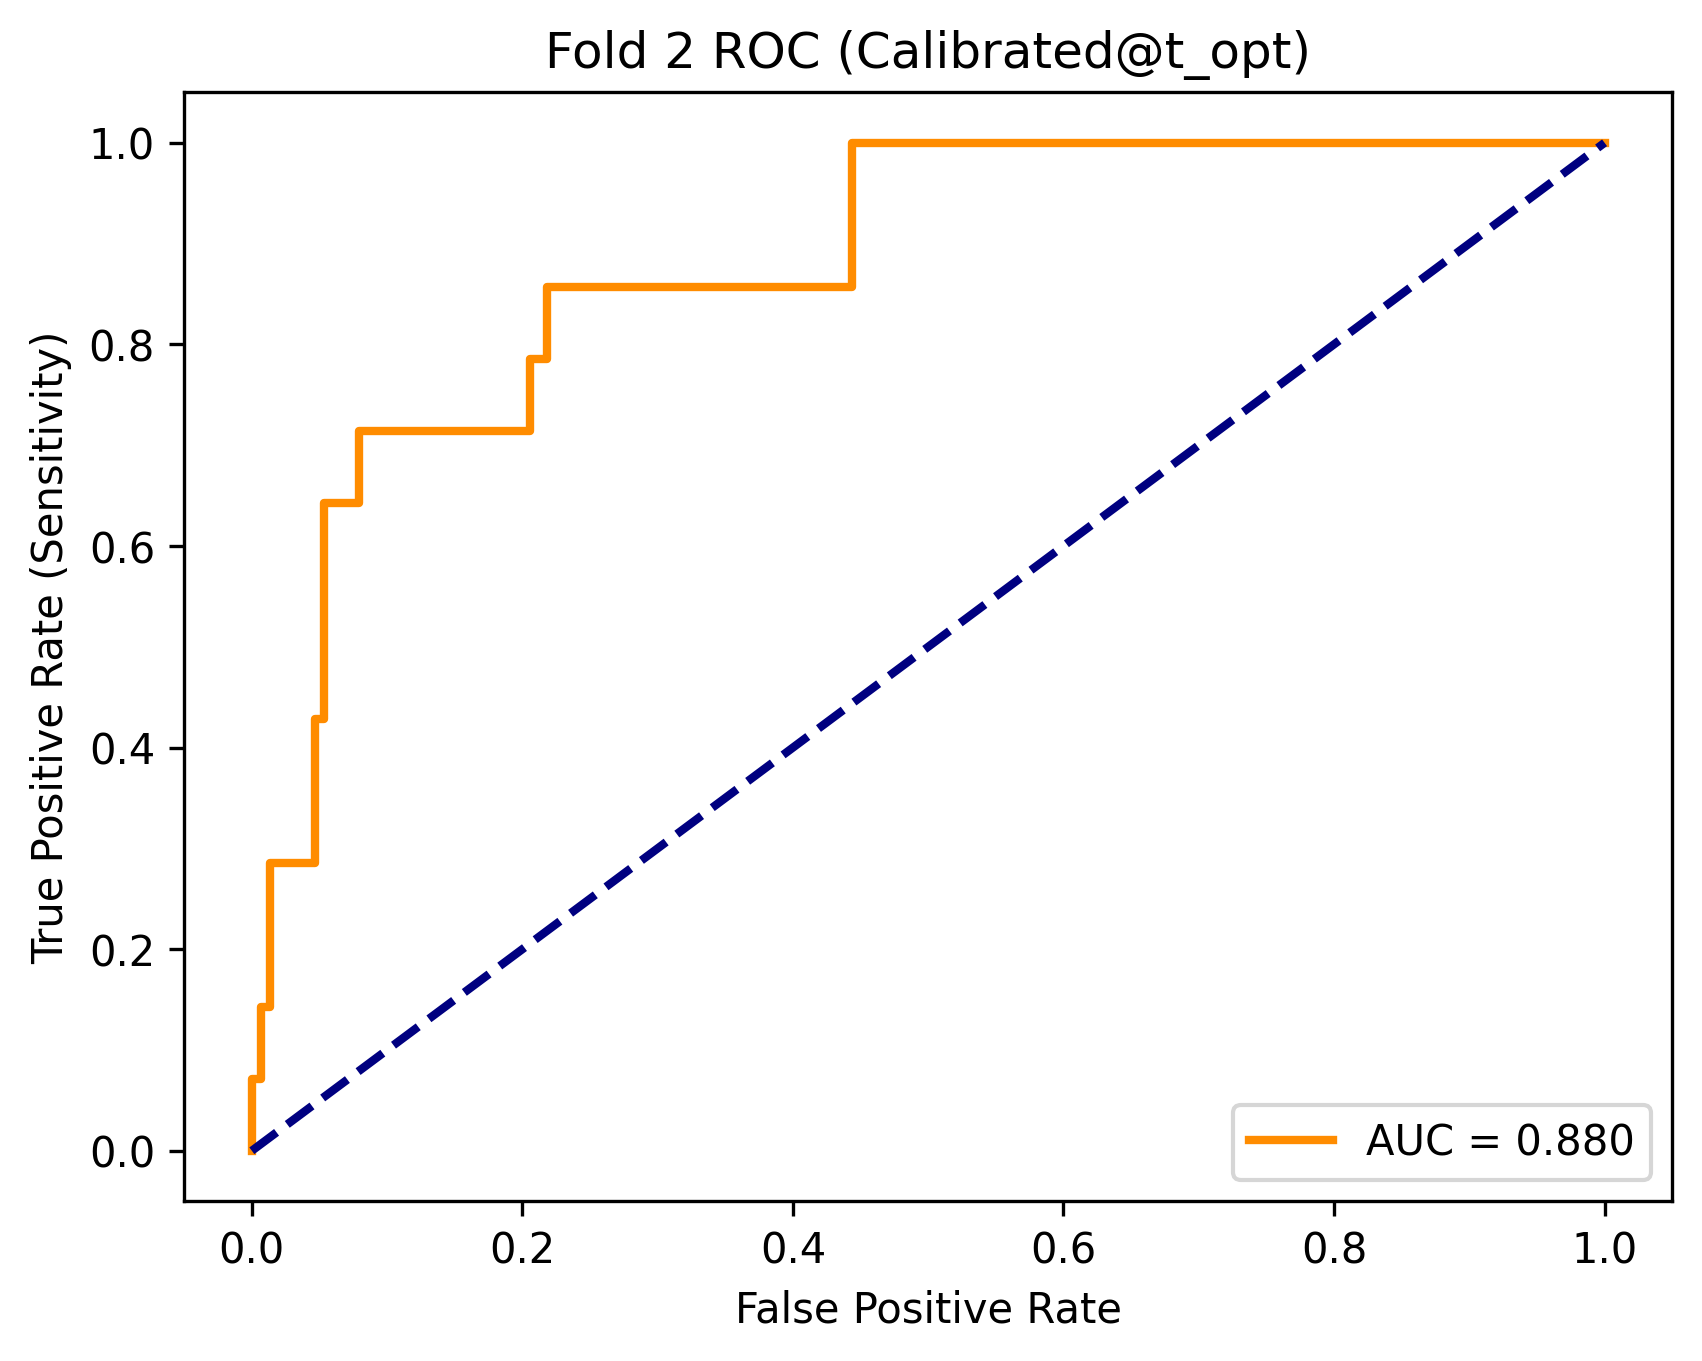 Fold 2 ROC (Calibrated@t_opt)
True Positive Rate (Sensitivity)
1.0
0.8
0.6
0.4
0.2
0.0
AUC = 0.880
0.0 0.2 0.4 0.6 0.8 1.0
False Positive Rate